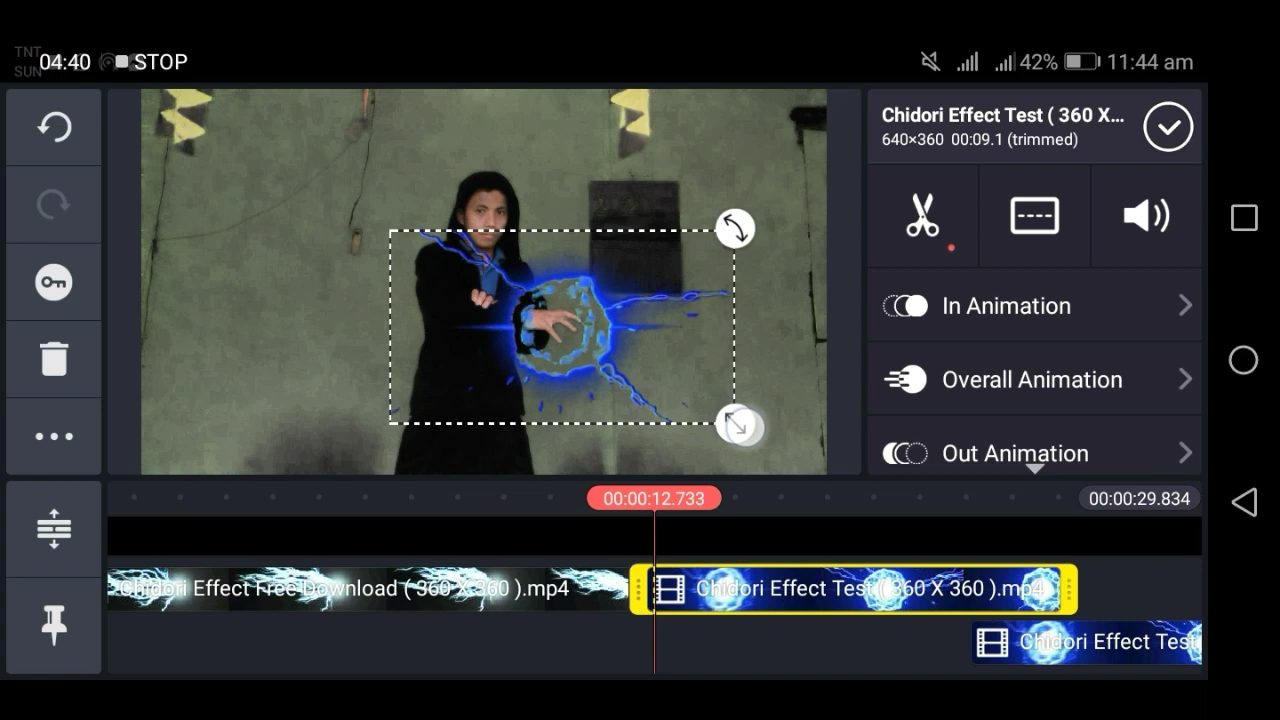 TNT
SUN
04:40 STOP
42% 11:44 am
Chidori Effect Test ( 360 X...
640×360 00:09.1 (trimmed)
In Animation
Overall Animation
Out Animation
00:00:12.733
00:00:29.834
Chidori Effect Free Download ( 360 X 360 ).mp4
Chidori Effect Test ( 360 X 360 ).mp4
Chidori Effect Test